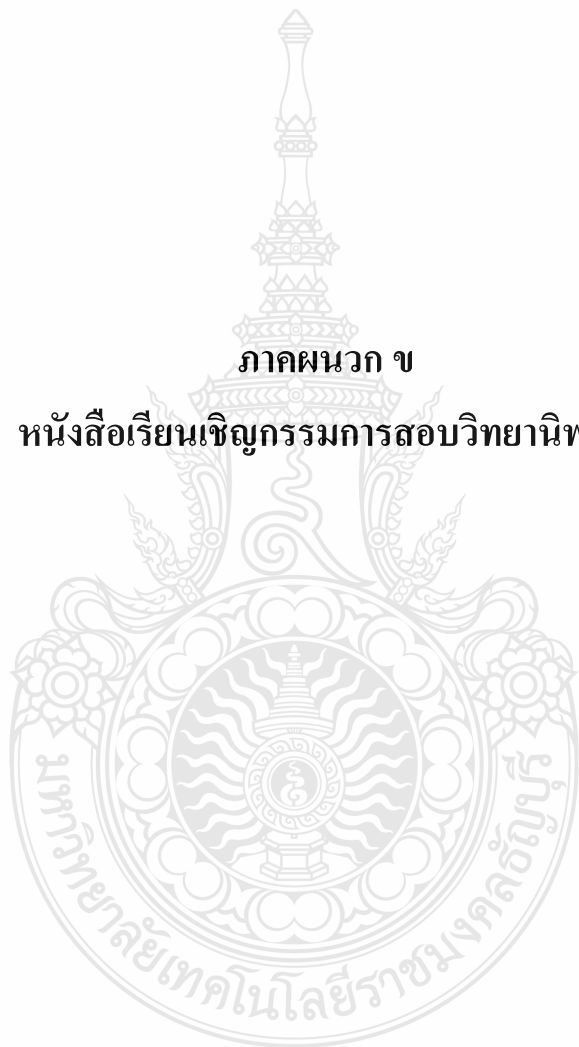 ภาคผนวก ข
หนังสือเรียนเชิญกรรมการสอบวิทยานิพ
มหาวิทยาลัยเทคโนโลยีราชมงคลธัญบุรี